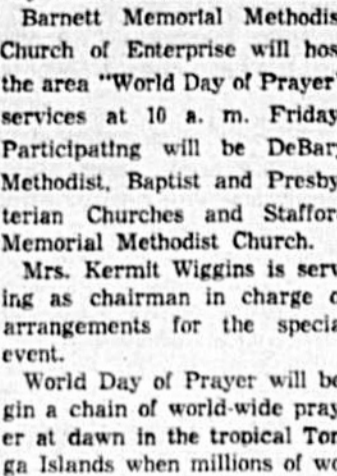 Barnett Memorial Methodis
Church of Enterprise will hos
the area "World Day of Prayer"
services at 10 a. m. Friday
Participating will be DeBar
Methodist, Baptist and Presby
terian Churches and Staffor
Memorial Methodist Church.
Mrs. Kermit Wiggins is serv
ing as chairman in charge o
arrangements for the specia
event.
World Day of Prayer will be
gin a chain of world-wide pray
er at dawn in the tropical Ton
ga Islands when millions of wo